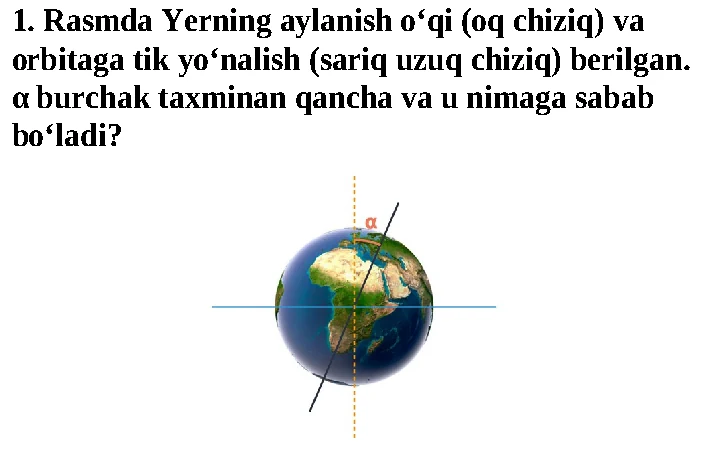 1. Rasmda Yerning aylanish o‘qi (oq chiziq) va
orbitaga tik yo‘nalish (sariq uzuq chiziq) berilgan.
α burchak taxminan qancha va u nimaga sabab
bo‘ladi?
α